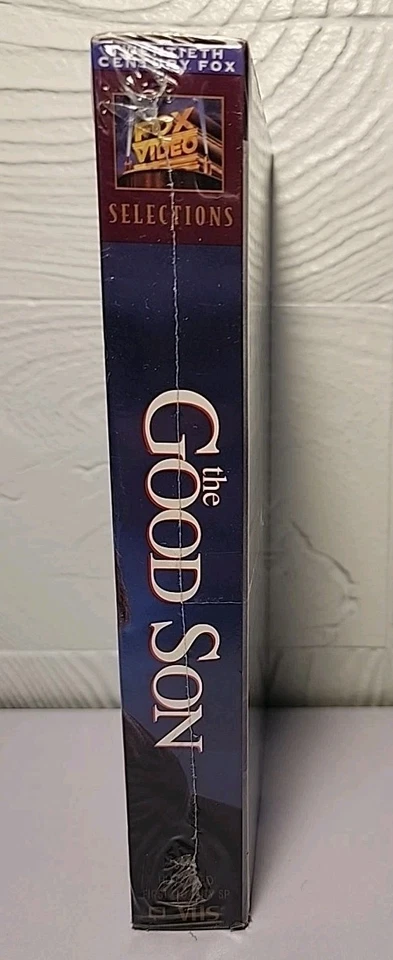 TWENTIETH
CENTURY FOX
FOX
VIDEO
SELECTIONS
the
GOOD SON
VHS